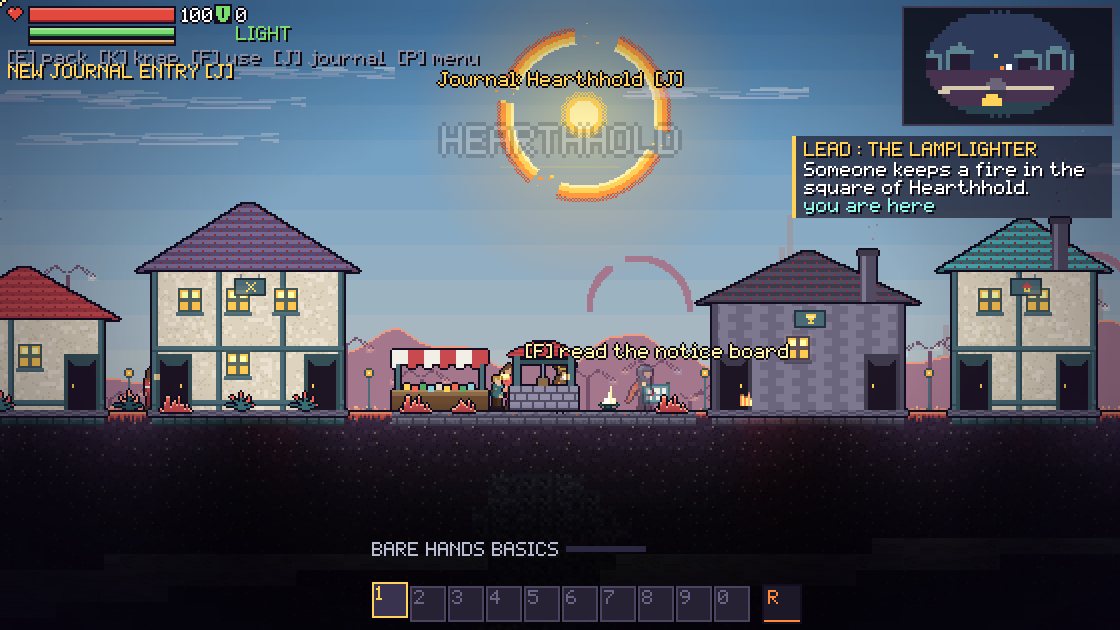 100 0
LIGHT
[E] pack [K] knap [F] use [J] journal [P] menu
NEW JOURNAL ENTRY [J]
Journal: Hearthhold [J]
HEARTHHOLD
LEAD : THE LAMPLIGHTER
Someone keeps a fire in the
square of Hearthhold.
you are here
[F] read the notice board
BARE HANDS BASICS
1 2 3 4 5 6 7 8 9 0 R